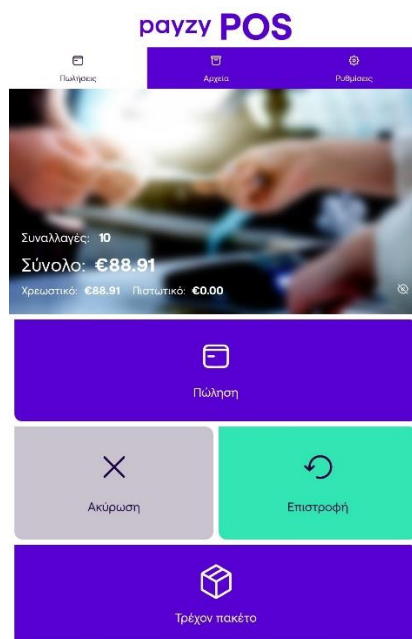 payzy POS
Πωλήσεις Αρχεία Ρυθμίσεις
Συναλλαγές: 10
Σύνολο: €88.91
Χρεωστικό: €88.91 Πιστωτικό: €0.00
Πώληση
Ακύρωση Επιστροφή
Τρέχον πακέτο